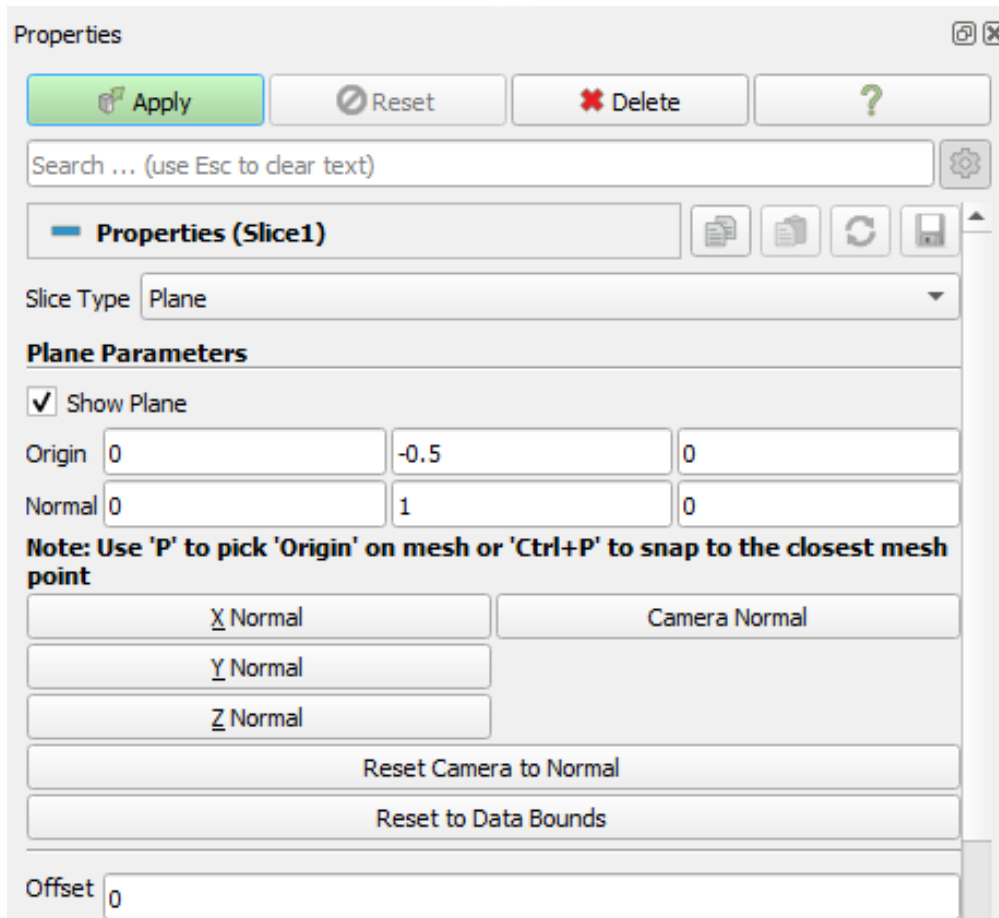 Properties
Apply Reset Delete ?
Search ... (use Esc to clear text)
Properties (Slice1)
Slice Type Plane
Plane Parameters
Show Plane
Origin 0 -0.5 0
Normal 0 1 0
Note: Use 'P' to pick 'Origin' on mesh or 'Ctrl+P' to snap to the closest mesh
point
X Normal Camera Normal
Y Normal
Z Normal
Reset Camera to Normal
Reset to Data Bounds
Offset 0